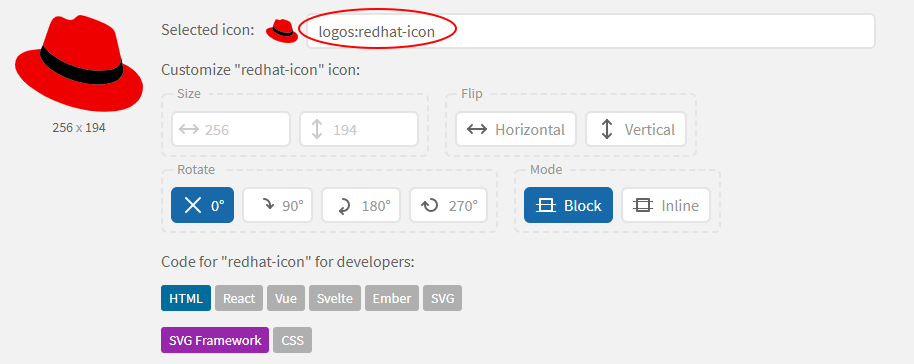 Selected icon: logos:redhat-icon
Customize "redhat-icon" icon:
Size Flip
256 194 Horizontal Vertical
256 x 194
Rotate Mode
0° 90° 180° 270° Block Inline
Code for "redhat-icon" for developers:
HTML React Vue Svelte Ember SVG
SVG Framework CSS